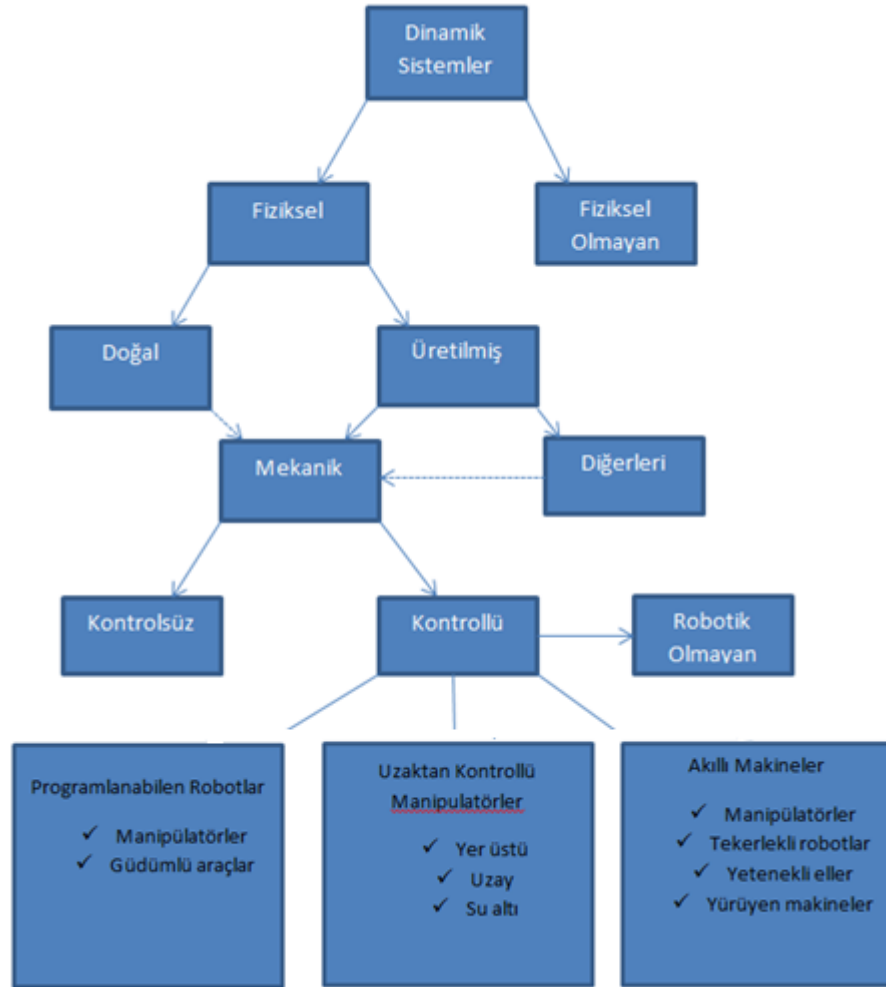 Dinamik
Sistemler
Fiziksel
Fiziksel
Olmayan
Doğal
Üretilmiş
Mekanik
Diğerleri
Kontrolsüz
Kontrollü
Robotik
Olmayan
Programlanabilen Robotlar
✓ Manipülatörler
✓ Güdümlü araçlar
Uzaktan Kontrollü
Manipulatörler
✓ Yer üstü
✓ Uzay
✓ Su altı
Akıllı Makineler
✓ Manipülatörler
✓ Tekerlekli robotlar
✓ Yetenekli eller
✓ Yürüyen makineler